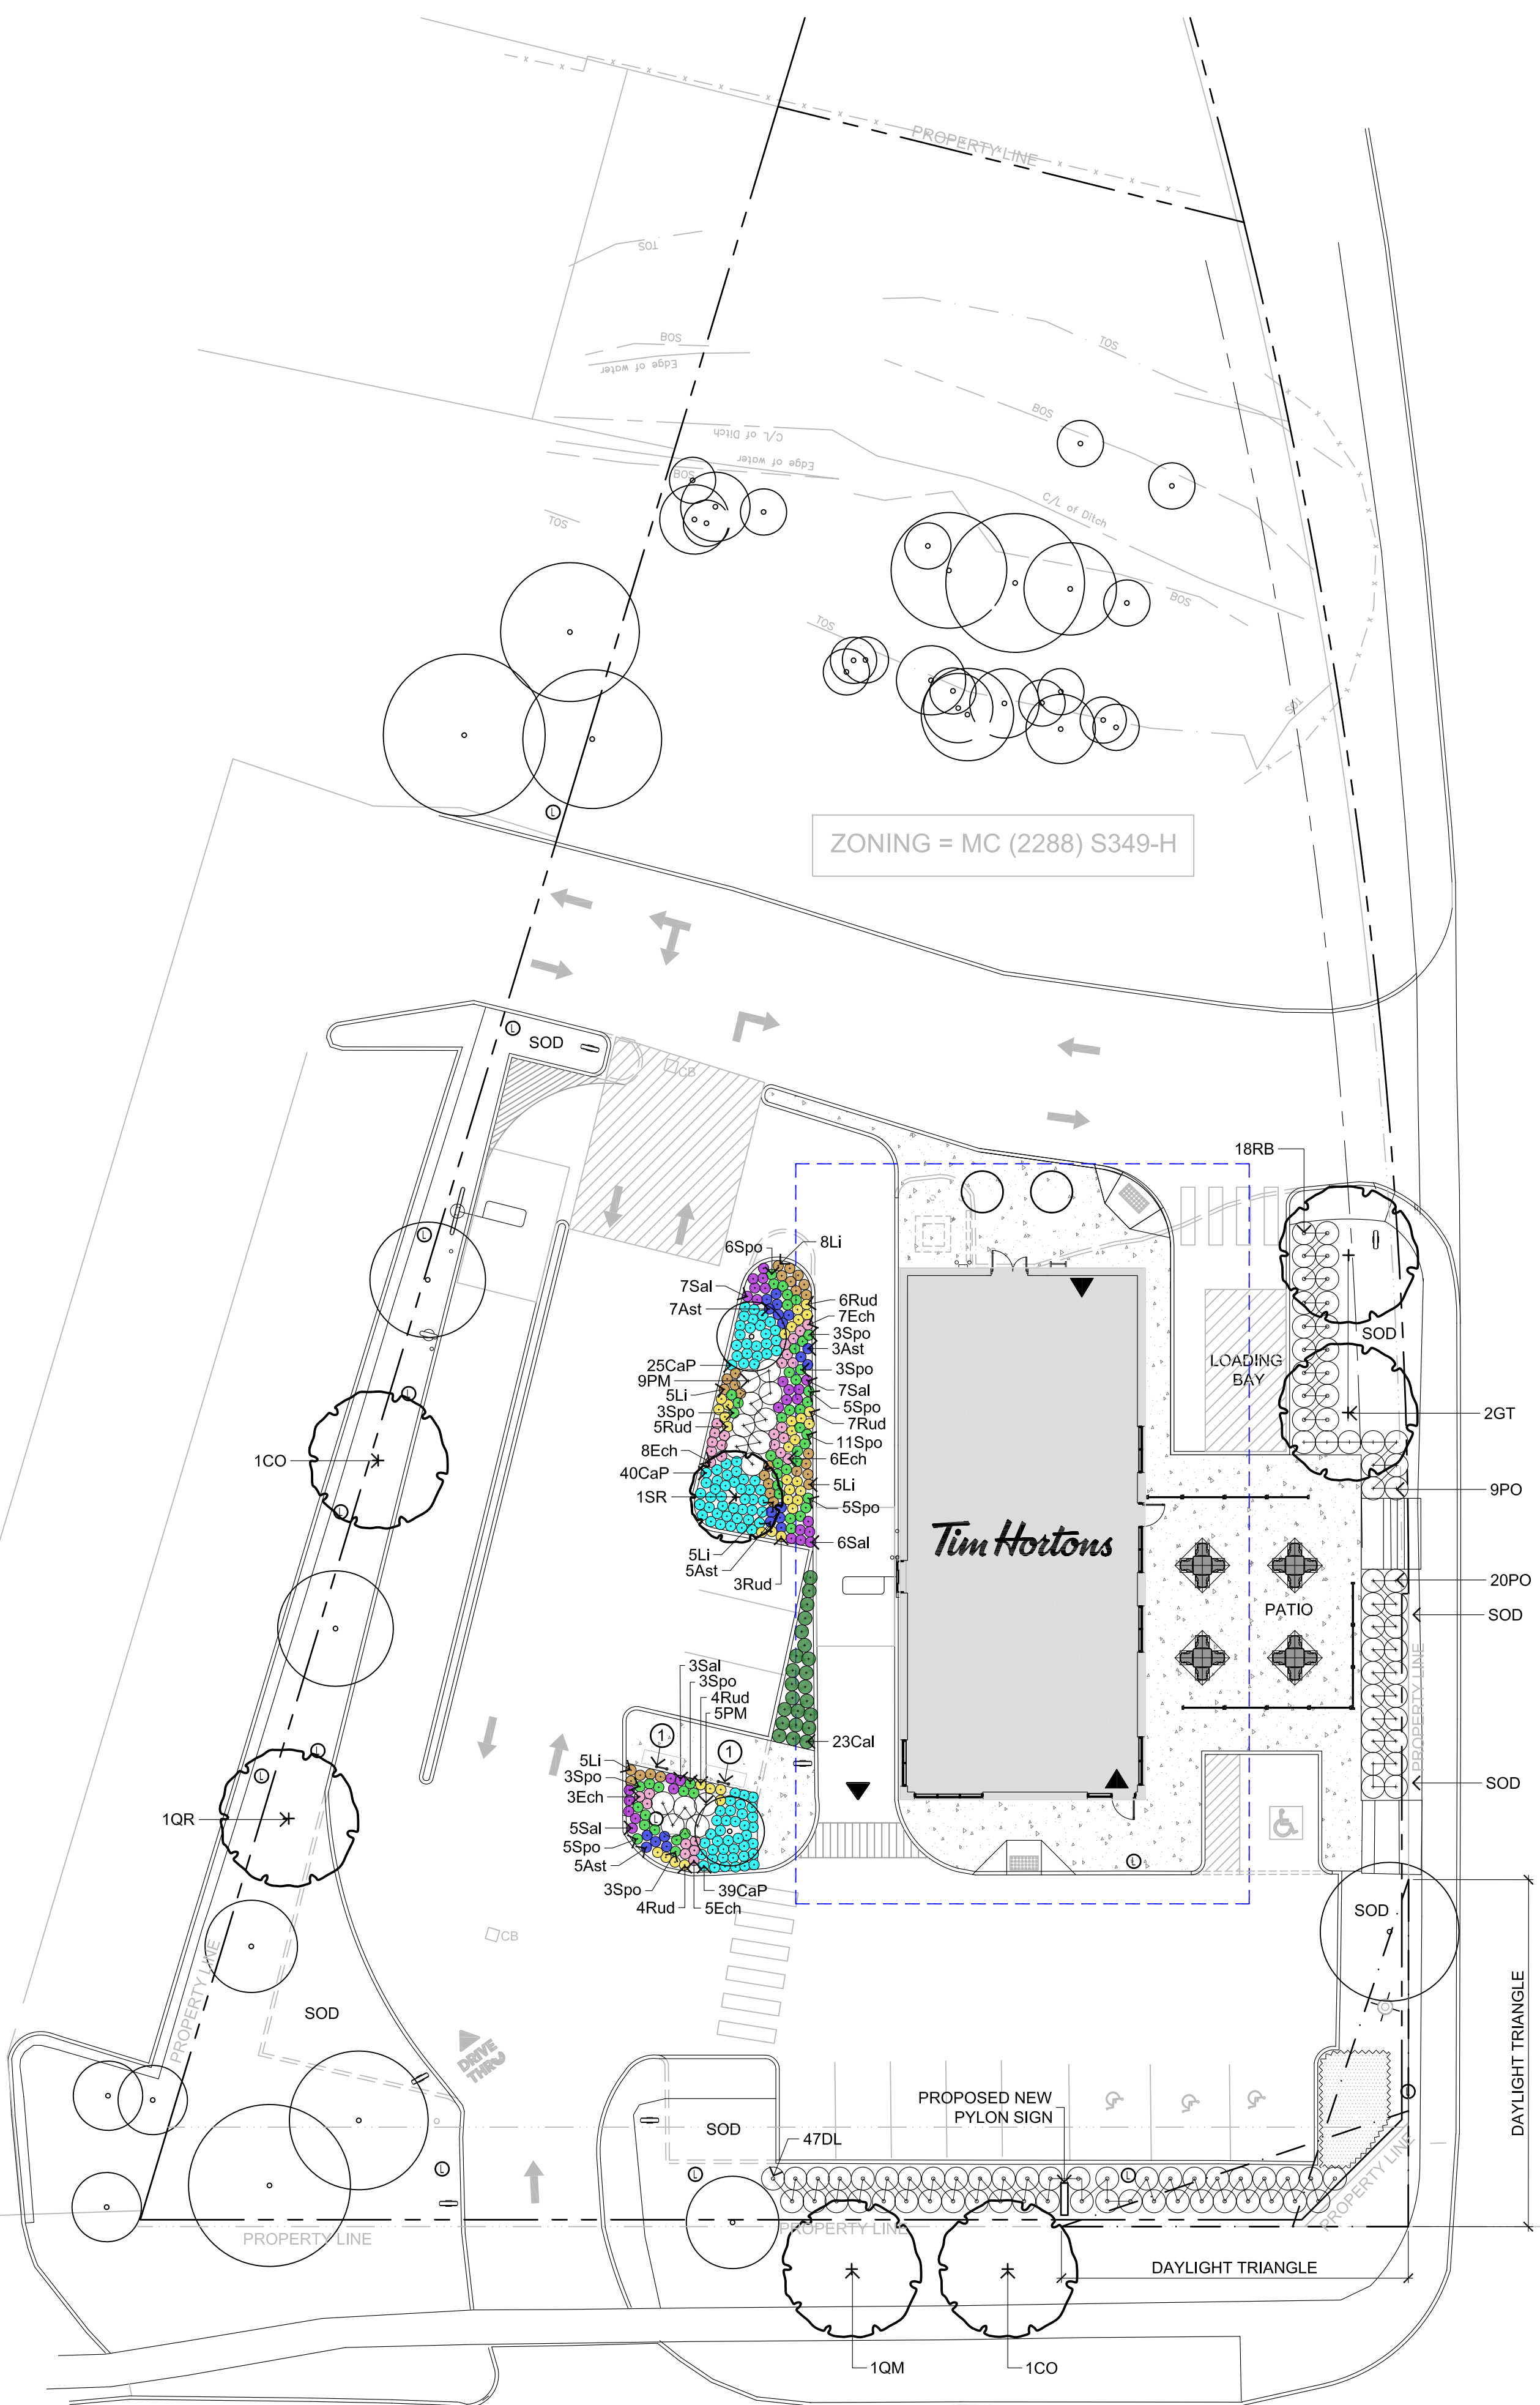 PROPERTY LINE
TOS
BOS
Edge of water
TOS
C/L of Ditch
BOS
Edge of water
BOS
C/L of Ditch
TOS
BOS
TOS
TOS
ZONING = MC (2288) S349-H
L
L
SOD
CB
18RB
L
6Spo
8Li
7Sal
7Ast
6Rud
7Ech
3Spo
3Ast
3Spo
SOD
LOADING
BAY
25CaP
9PM
5Li
3Spo
5Rud
7Sal
5Spo
7Rud
11Spo
6Ech
L
2GT
1CO
8Ech
40CaP
1SR
5Li
5Spo
9PO
L
Tim Hortons
5Li
5Ast
3Rud
6Sal
20PO
PATIO
SOD
PROPERTY LINE
3Sal
3Spo
4Rud
5PM
1
1
23Cal
L
L
5Li
3Spo
3Ech
5Sal
5Spo
5Ast
L
SOD
1QR
3Spo
4Rud
5Ech
39CaP
L
SOD
CB
PROPERTY LINE
SOD
DRIVE
THRU
DAYLIGHT TRIANGLE
L
PROPOSED NEW
PYLON SIGN
SOD
47DL
L
L
L
PROPERTY LINE
PROPERTY LINE
PROPERTY LINE
DAYLIGHT TRIANGLE
1QM
1CO